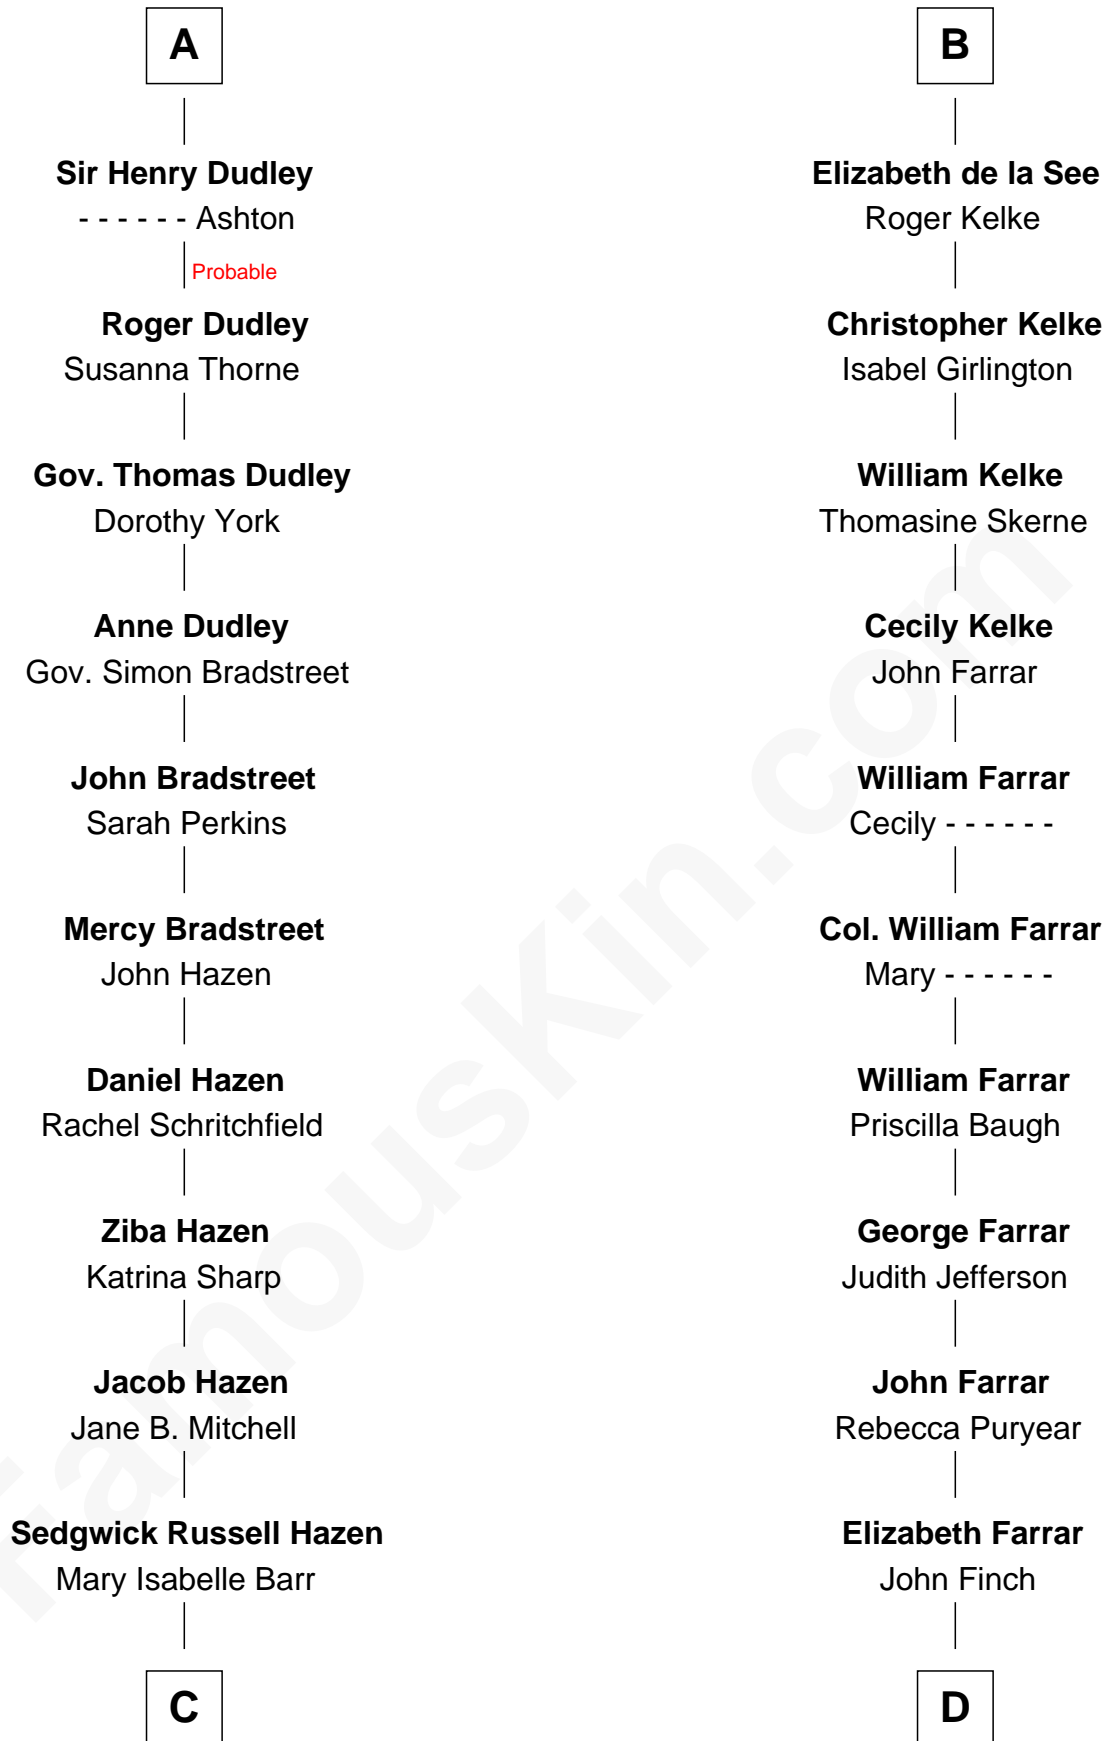 A
Sir Henry Dudley
- - - - - - Ashton
Probable
Roger Dudley
Susanna Thorne
Gov. Thomas Dudley
Dorothy York
Anne Dudley
Gov. Simon Bradstreet
John Bradstreet
Sarah Perkins
Mercy Bradstreet
John Hazen
Daniel Hazen
Rachel Schritchfield
Ziba Hazen
Katrina Sharp
Jacob Hazen
Jane B. Mitchell
Sedgwick Russell Hazen
Mary Isabelle Barr
C
B
Elizabeth de la See
Roger Kelke
Christopher Kelke
Isabel Girlington
William Kelke
Thomasine Skerne
Cecily Kelke
John Farrar
William Farrar
Cecily - - - - - -
Col. William Farrar
Mary - - - - - -
William Farrar
Priscilla Baugh
George Farrar
Judith Jefferson
John Farrar
Rebecca Puryear
Elizabeth Farrar
John Finch
D
FamousKin.com